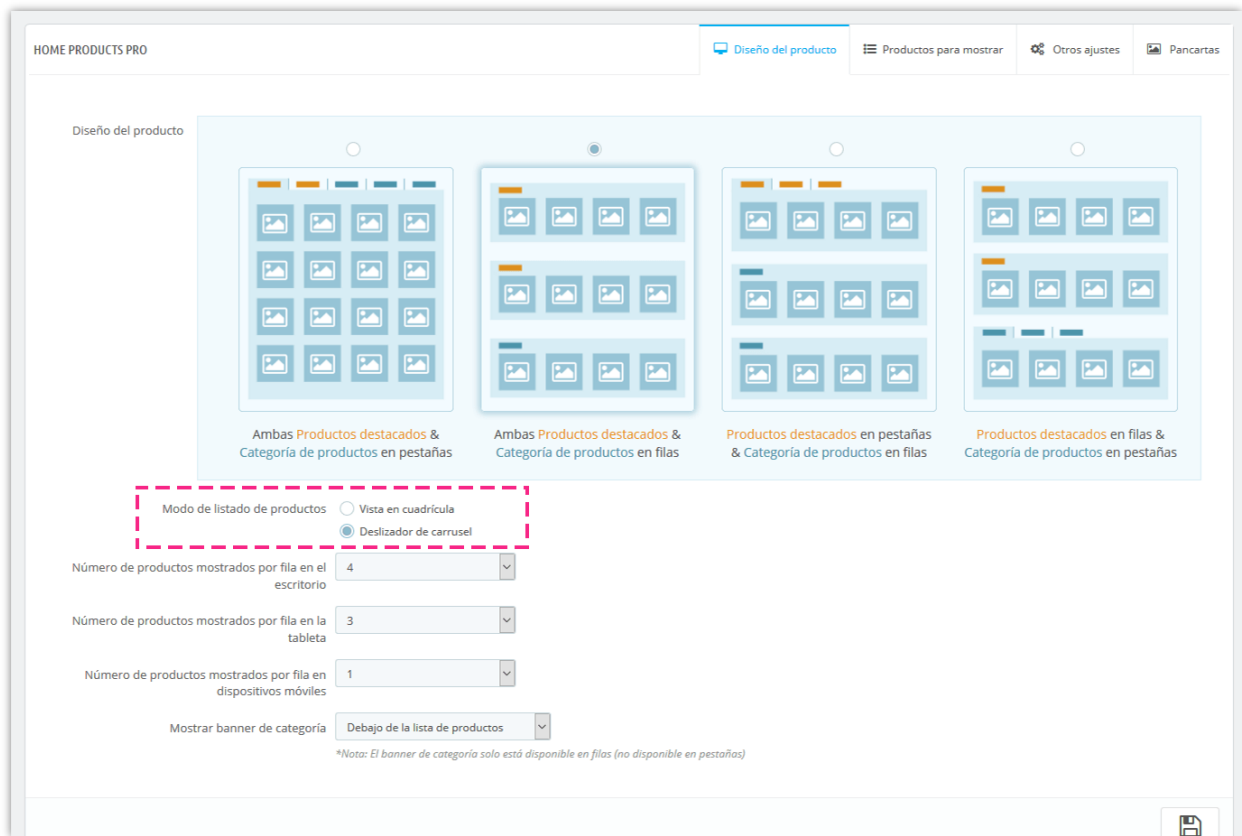 HOME PRODUCTS PRO
Diseño del producto
Productos para mostrar
Otros ajustes
Pancartas
Diseño del producto
Ambas Productos destacados &
Categoría de productos en pestañas
Ambas Productos destacados &
Categoría de productos en filas
Productos destacados en pestañas
& Categoría de productos en filas
Productos destacados en filas &
Categoría de productos en pestañas
Modo de listado de productos
Vista en cuadrícula
Deslizador de carrusel
Número de productos mostrados por fila en el
escritorio
4
Número de productos mostrados por fila en la
tableta
3
Número de productos mostrados por fila en
dispositivos móviles
1
Mostrar banner de categoría
Debajo de la lista de productos
*Nota: El banner de categoría solo está disponible en filas (no disponible en pestañas)